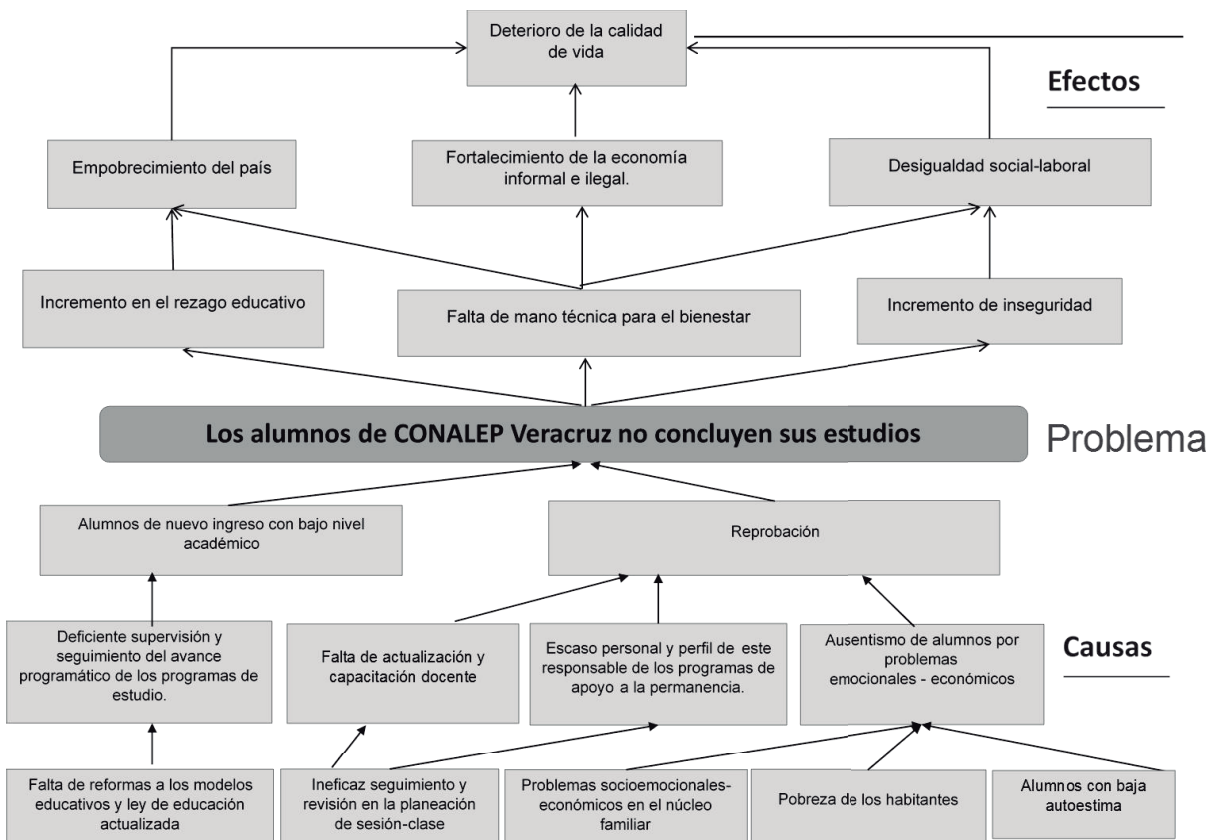 Deterioro de la calidad
de vida
Efectos
Empobrecimiento del país
Fortalecimiento de la economía
informal e ilegal.
Desigualdad social-laboral
Incremento en el rezago educativo
Falta de mano técnica para el bienestar
Incremento de inseguridad
Los alumnos de CONALEP Veracruz no concluyen sus estudios
Problema
Alumnos de nuevo ingreso con bajo nivel
académico
Reprobación
Deficiente supervisión y
seguimiento del avance
programático de los programas de
estudio.
Falta de actualización y
capacitación docente
Escaso personal y perfil de este
responsable de los programas de
apoyo a la permanencia.
Ausentismo de alumnos por
problemas
emocionales - económicos
Causas
Falta de reformas a los modelos
educativos y ley de educación
actualizada
Ineficaz seguimiento y
revisión en la planeación
de sesión-clase
Problemas socioemocionales-
económicos en el núcleo
familiar
Pobreza de los habitantes
Alumnos con baja
autoestima